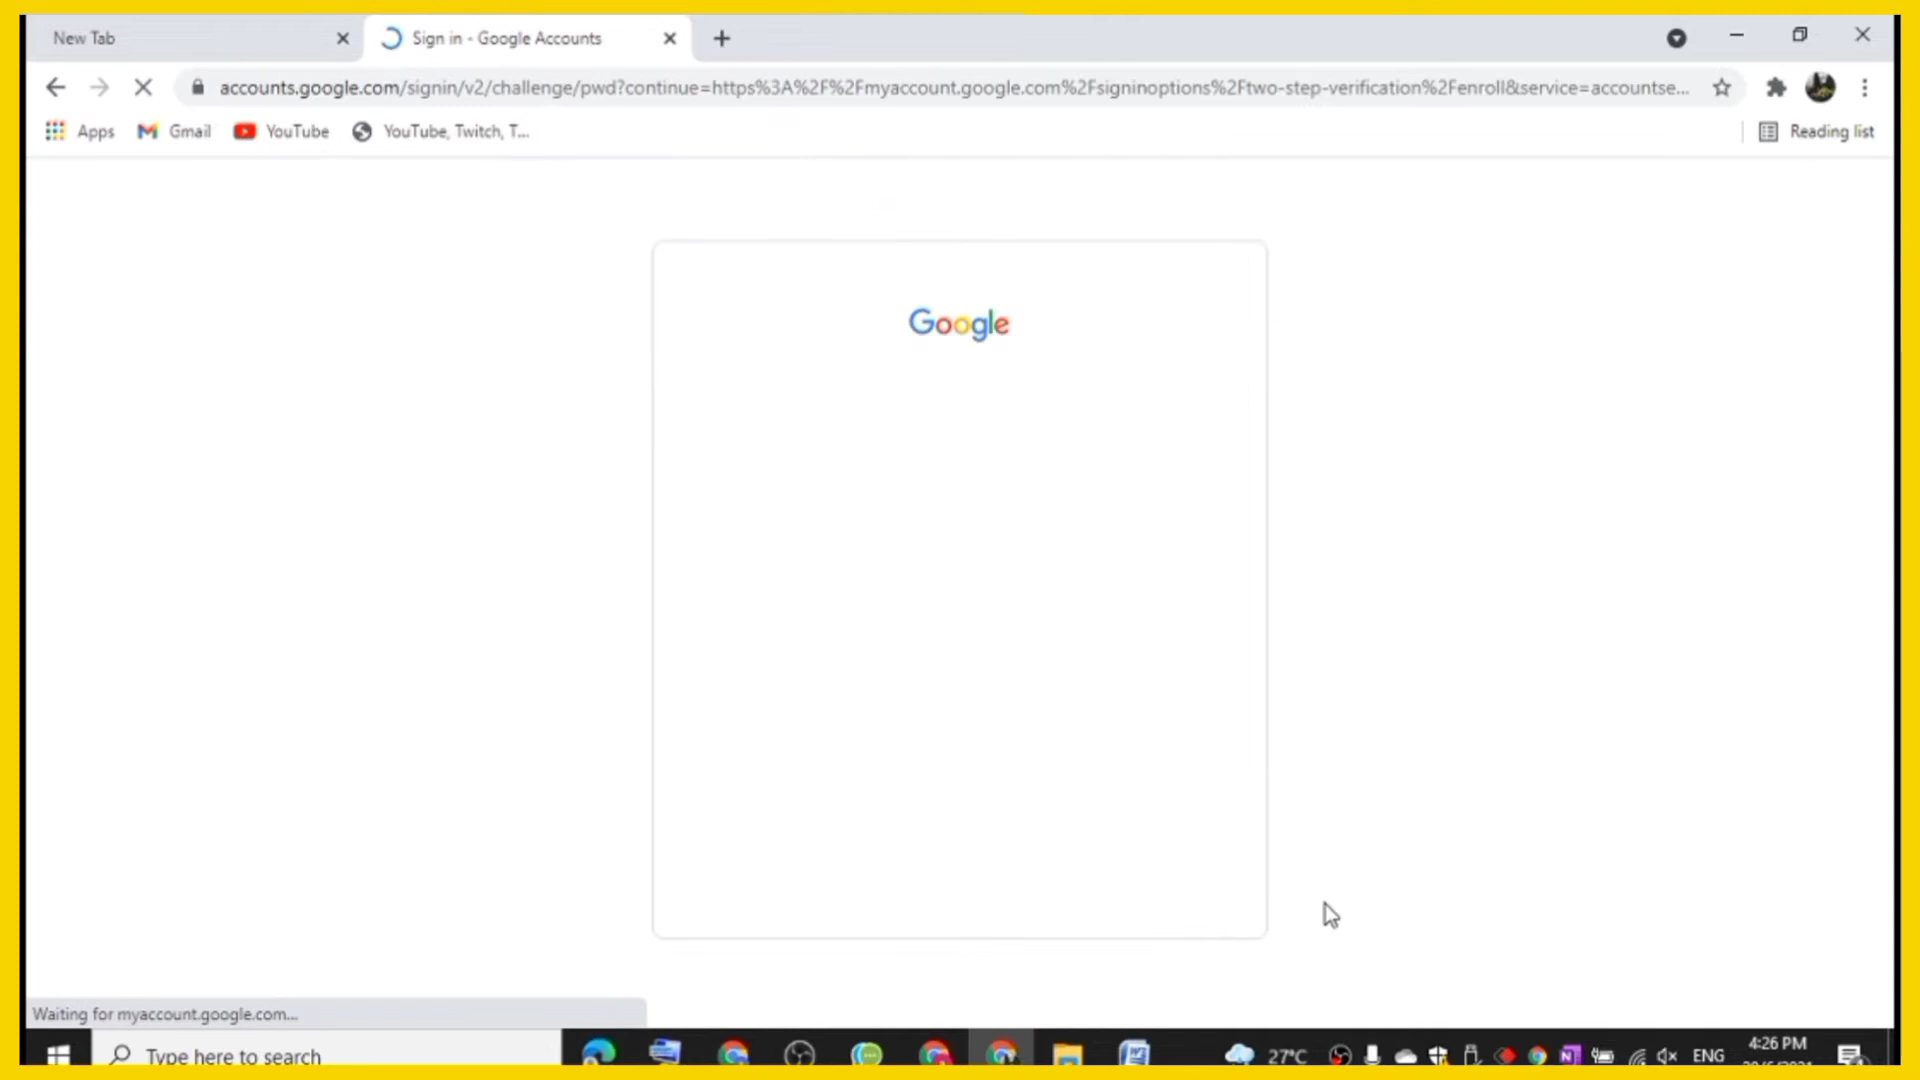 New Tab
Sign in - Google Accounts
accounts.google.com/signin/v2/challenge/pwd?continue=https%3A%2F%2Fmyaccount.google.com%2Fsigninoptions%2Ftwo-step-verification%2Fenroll&service=accountse...
Apps
Gmail
YouTube
YouTube, Twitch, T...
Reading list
Google
Waiting for myaccount.google.com...
Type here to search
27°C
ENG
4:26 PM